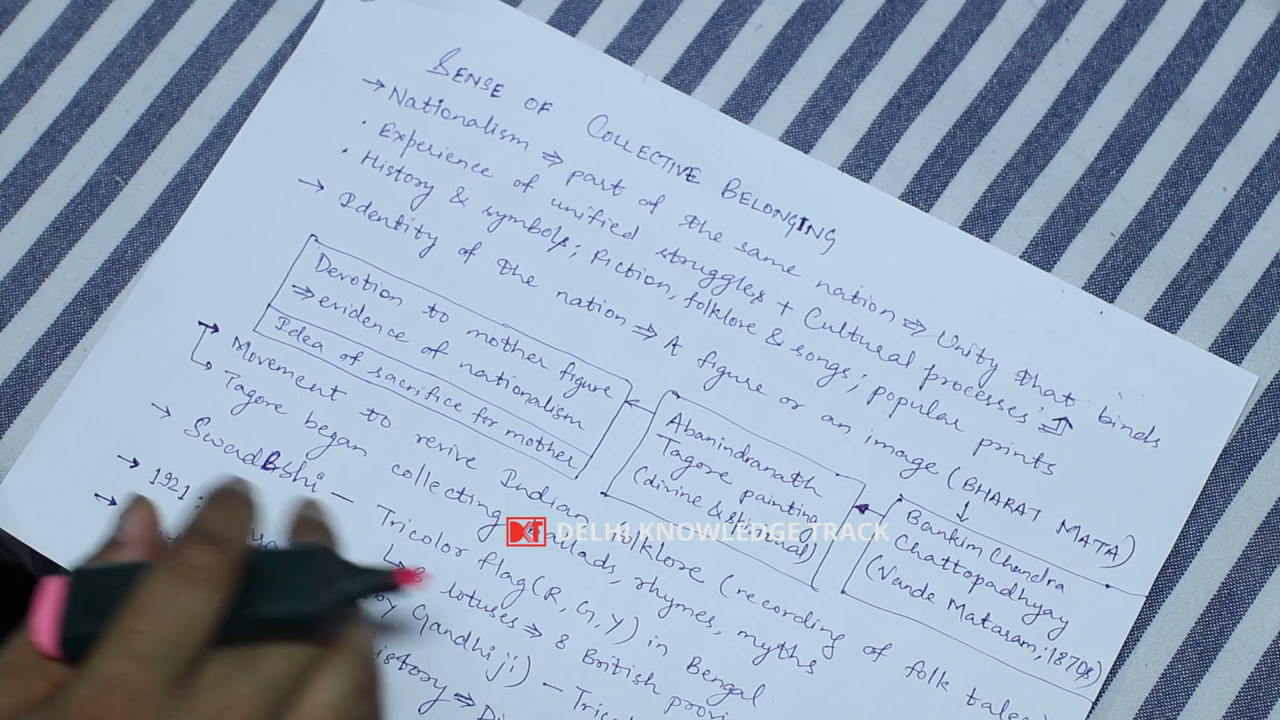 SENSE OF COLLECTIVE BELONGING
→ Nationalism ⇒ part of the same nation ⇒ Unity that binds
• Experience of unified struggles + Cultural processes
• History & symbols; fiction, folklore & songs; popular prints
→ Identity of the nation ⇒ A figure or an image (BHARAT MATA)
Devotion to mother figure
⇒ evidence of nationalism
Idea of sacrifice for mother
Abanindranath
Tagore painting
(divine & spiritual)
Bankim Chandra
Chattopadhyay
(Vande Mataram; 1870s)
→ Movement to revive Indian folklore (recording of folk tales)
→ Tagore began collecting ballads, rhymes, myths
→ Swadeshi – Tricolor flag (R, G, Y) in Bengal.
↳ 8 lotuses ⇒ 8 British
→ 1921:
by Gandhiji) –
DKT DELHI KNOWLEDGE TRACK